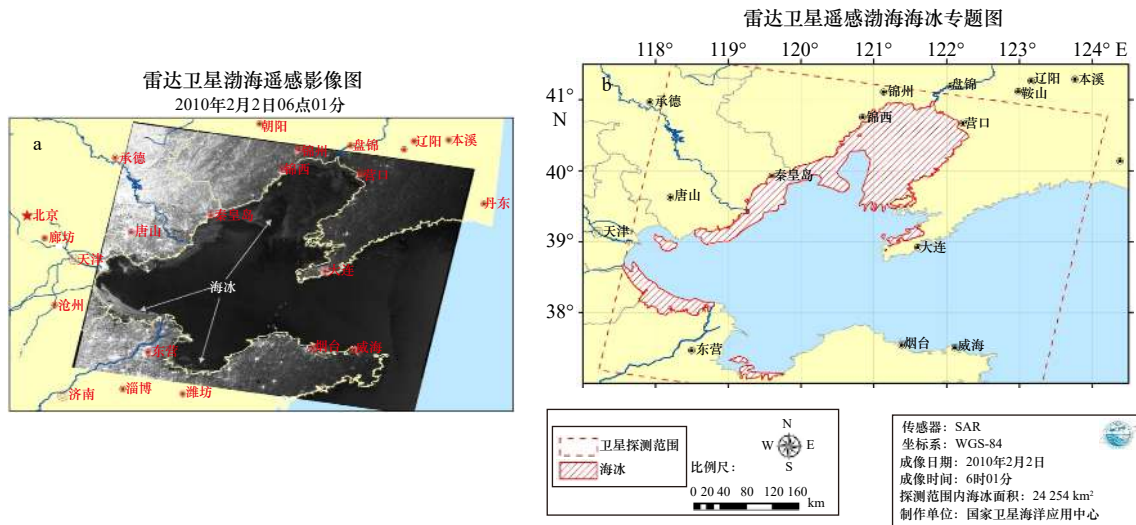 雷达卫星渤海遥感影像图
2010年2月2日06点01分
a
朝阳
承德
锦州
盘锦
辽阳
本溪
锦西
营口
北京
秦皇岛
丹东
唐山
廊坊
天津
大连
海冰
沧州
东营
烟台
威海
济南
淄博
潍坊
雷达卫星遥感渤海海冰专题图
118° 119° 120° 121° 122° 123° 124° E
N
41°
40°
39°
38°
b
承德
锦州
盘锦
辽阳
本溪
鞍山
锦西
营口
秦皇岛
唐山
天津
大连
东营
烟台
威海
卫星探测范围
海冰
N
W E
S
比例尺：
0 20 40 80 120 160
km
传感器：SAR
坐标系：WGS-84
成像日期：2010年2月2日
成像时间：6时01分
探测范围内海冰面积：24 254 km²
制作单位：国家卫星海洋应用中心